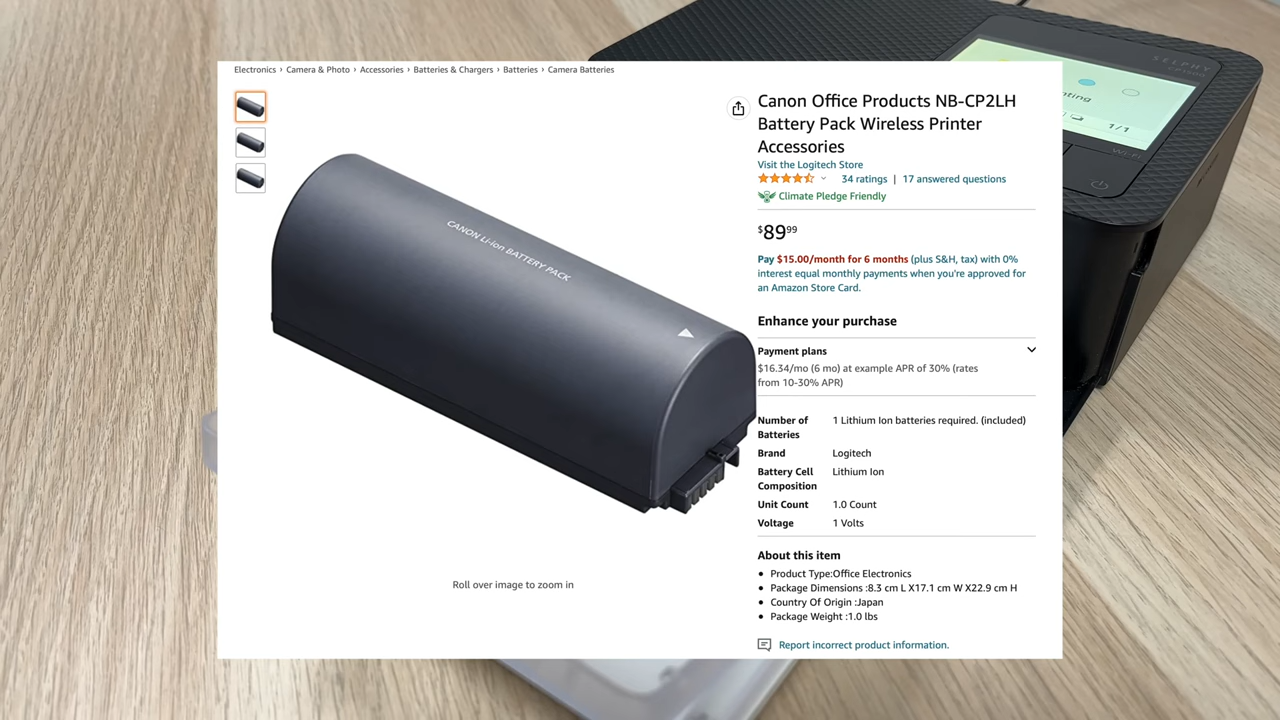 Electronics › Camera & Photo › Accessories › Batteries & Chargers › Batteries › Camera Batteries
Canon Office Products NB-CP2LH
Battery Pack Wireless Printer
Accessories
Visit the Logitech Store
34 ratings | 17 answered questions
Climate Pledge Friendly
$89.99
Pay $15.00/month for 6 months (plus S&H, tax) with 0%
interest equal monthly payments when you're approved for
an Amazon Store Card.
Enhance your purchase
Payment plans
$16.34/mo (6 mo) at example APR of 30% (rates
from 10-30% APR)
Number of Batteries 1 Lithium Ion batteries required. (included)
Brand Logitech
Battery Cell Composition Lithium Ion
Unit Count 1.0 Count
Voltage 1 Volts
About this item
• Product Type:Office Electronics
• Package Dimensions :8.3 cm L X17.1 cm W X22.9 cm H
• Country Of Origin :Japan
• Package Weight :1.0 lbs
Report incorrect product information.
CANON Li-ion BATTERY PACK
Roll over image to zoom in
SELPHY
1/1
Wi-Fi